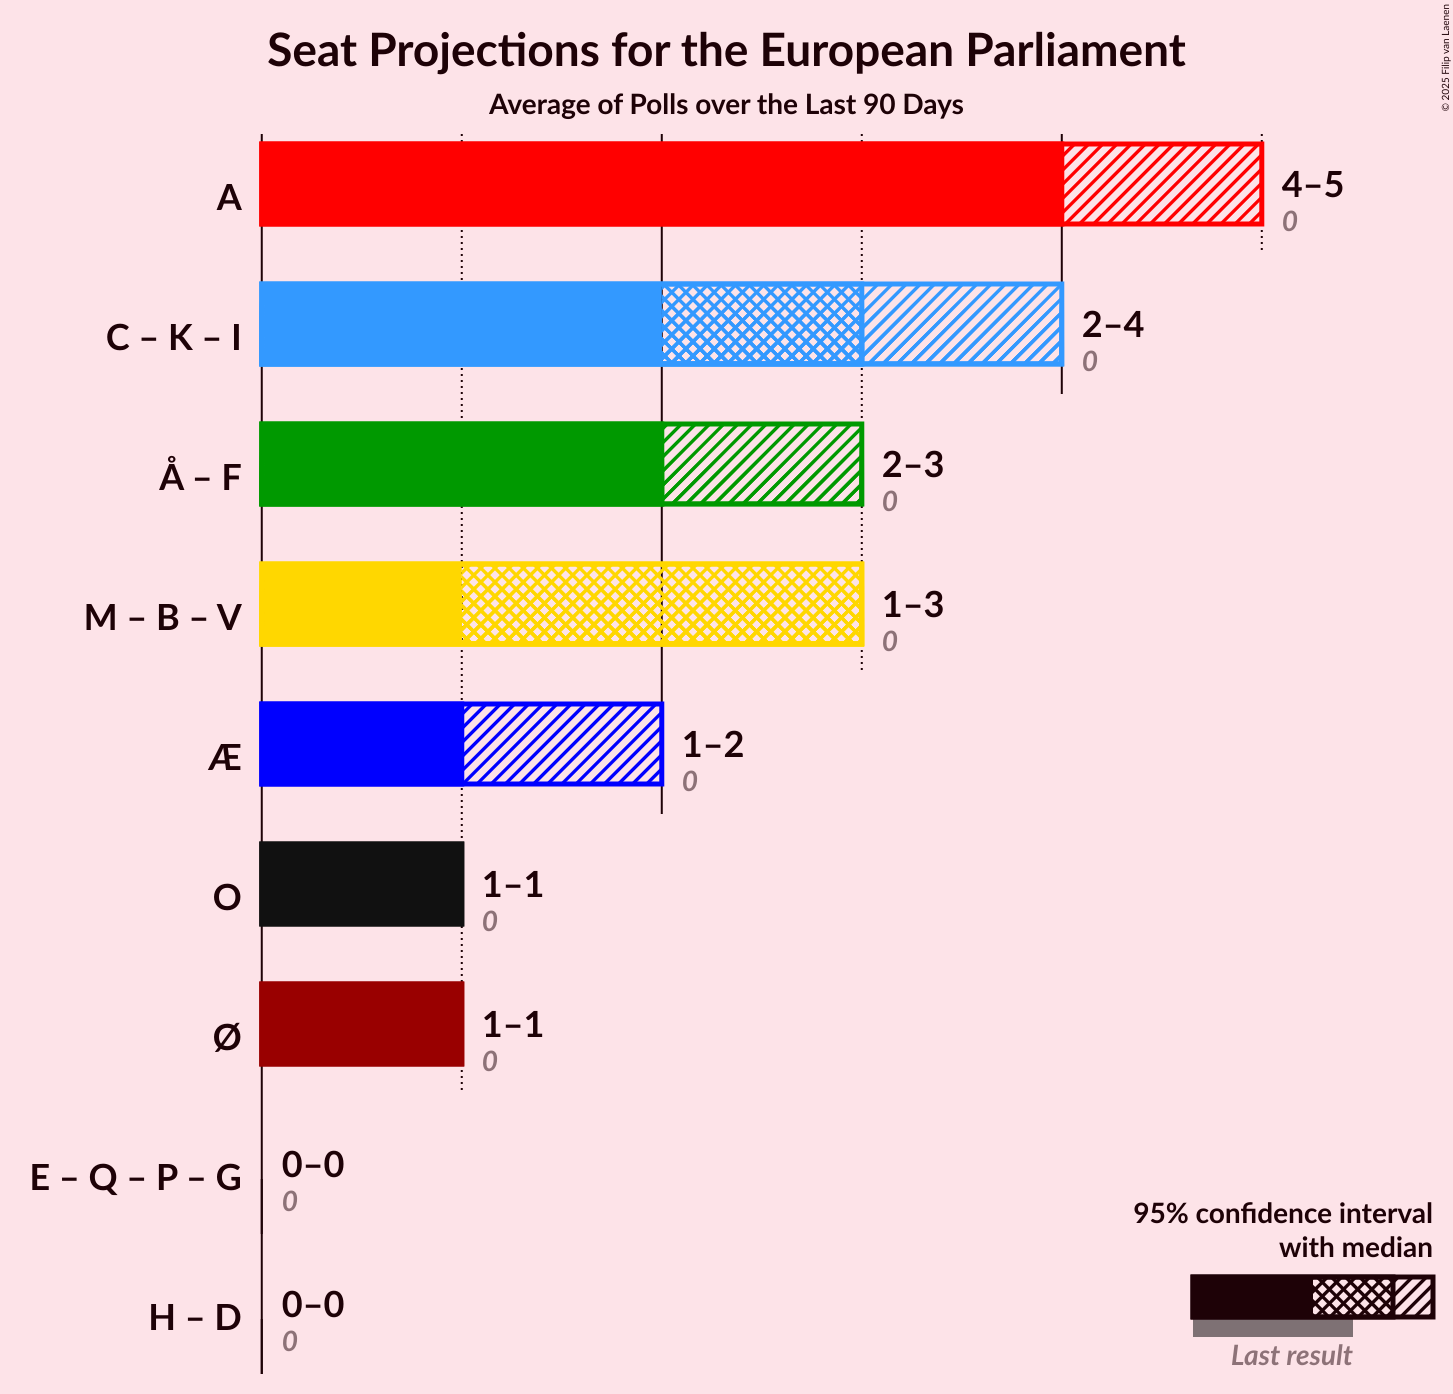 Seat Projections for the European Parliament
Average of Polls over the Last 90 Days
© 2025 Filip van Laenen
A
4–5
0
C – K – I
2–4
0
Å – F
2–3
0
M – B – V
1–3
0
Æ
1–2
0
O
1–1
0
Ø
1–1
0
E – Q – P – G
0–0
0
H – D
0–0
0
95% confidence interval
with median
Last result